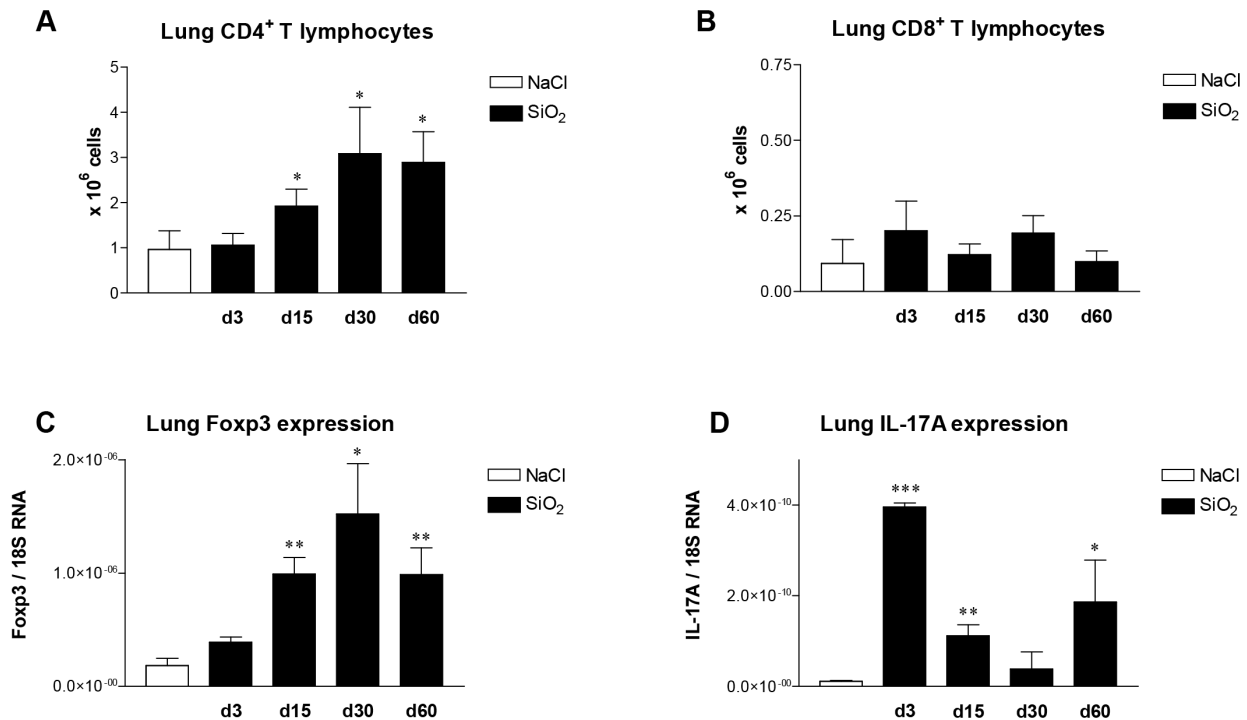 A
Lung CD4⁺ T lymphocytes
x 10⁶ cells
5
4
3
2
1
0
*
*
*
d3 d15 d30 d60
NaCl
SiO₂
B
Lung CD8⁺ T lymphocytes
x 10⁶ cells
0.75
0.50
0.25
0.00
d3 d15 d30 d60
NaCl
SiO₂
C
Lung Foxp3 expression
Foxp3 / 18S RNA
2.0×10⁻⁰⁶
1.0×10⁻⁰⁶
0.0×10⁻⁰⁰
**
*
**
d3 d15 d30 d60
NaCl
SiO₂
D
Lung IL-17A expression
IL-17A / 18S RNA
4.0×10⁻¹⁰
2.0×10⁻¹⁰
0.0×10⁻⁰⁰
***
**
*
d3 d15 d30 d60
NaCl
SiO₂